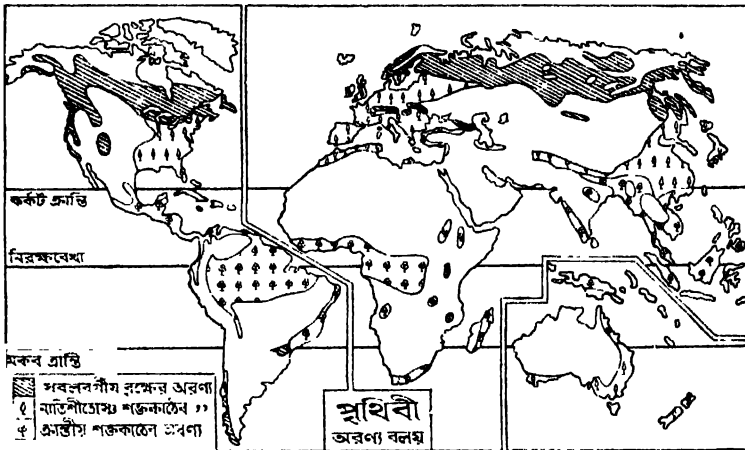 কর্কট ক্রান্তি
নিরক্ষরেখা
মকর ক্রান্তি
সরলবর্গীয় বৃক্ষের অরণ্য
নাতিশীতোষ্ণ শক্তকাঠের ,,
ক্রান্তীয় শক্তকাঠের অরণ্য
পৃথিবী
অরণ্য বলয়